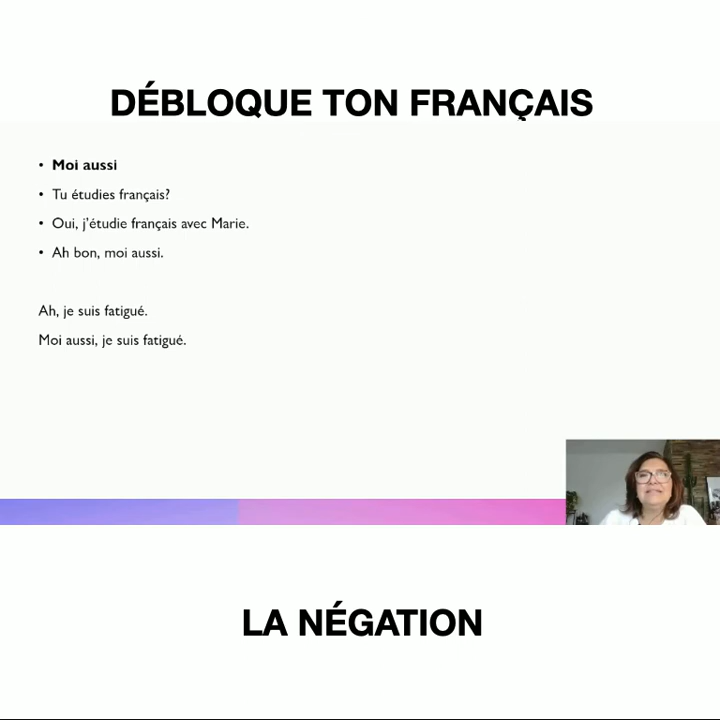 DÉBLOQUE TON FRANÇAIS
• Moi aussi
• Tu étudies français?
• Oui, j'étudie français avec Marie.
• Ah bon, moi aussi.
Ah, je suis fatigué.
Moi aussi, je suis fatigué.
LA NÉGATION